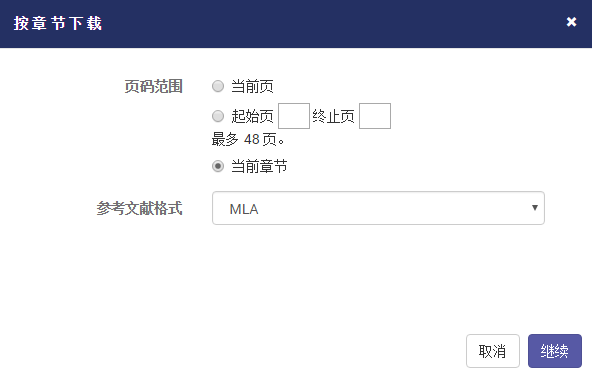 按章节下载
页码范围 当前页
起始页 终止页
最多 48 页。
当前章节
参考文献格式 MLA
取消 继续